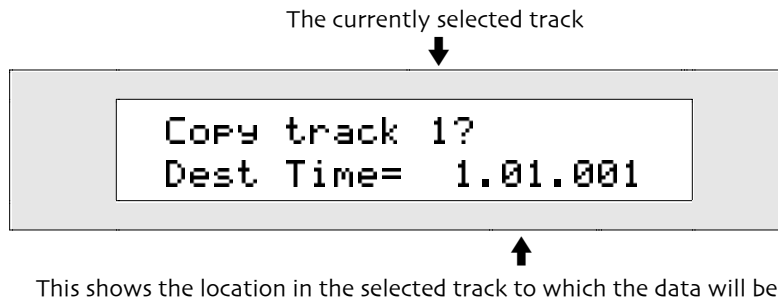 The currently selected track
Copy track 1?
Dest Time= 1.01.001
This shows the location in the selected track to which the data will be